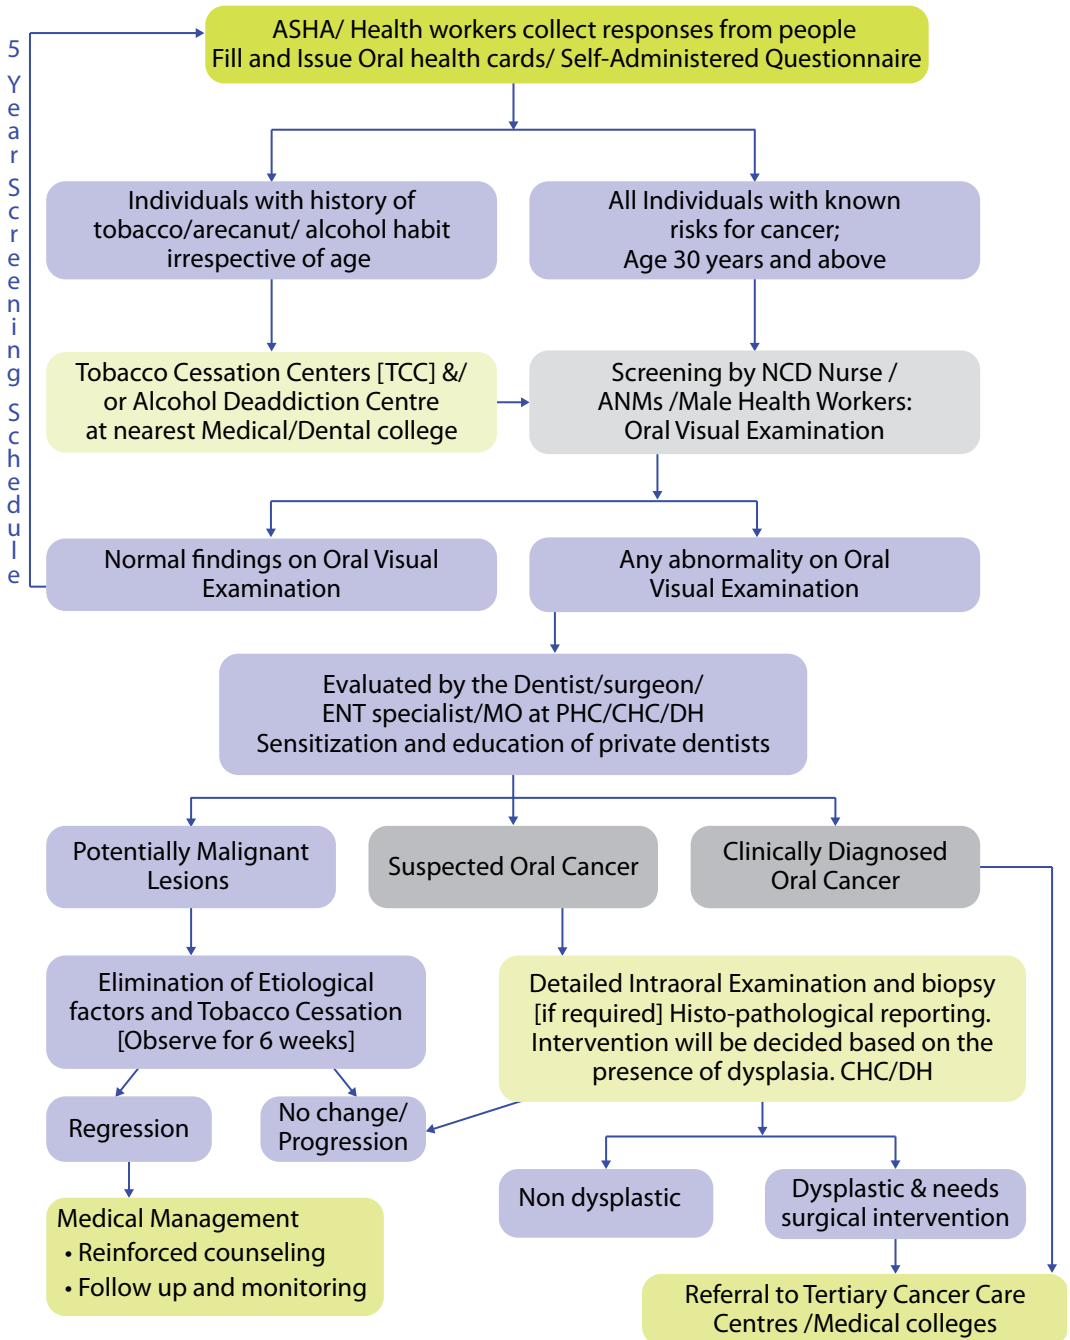 ASHA/ Health workers collect responses from people
Fill and Issue Oral health cards/ Self-Administered Questionnaire
5 Year Screening Schedule
Individuals with history of
tobacco/arecanut/ alcohol habit
irrespective of age
All Individuals with known
risks for cancer;
Age 30 years and above
Tobacco Cessation Centers [TCC] &/
or Alcohol Deaddiction Centre
at nearest Medical/Dental college
Screening by NCD Nurse /
ANMs /Male Health Workers:
Oral Visual Examination
Normal findings on Oral Visual
Examination
Any abnormality on Oral
Visual Examination
Evaluated by the Dentist/surgeon/
ENT specialist/MO at PHC/CHC/DH
Sensitization and education of private dentists
Potentially Malignant
Lesions
Suspected Oral Cancer
Clinically Diagnosed
Oral Cancer
Elimination of Etiological
factors and Tobacco Cessation
[Observe for 6 weeks]
Detailed Intraoral Examination and biopsy
[if required] Histo-pathological reporting.
Intervention will be decided based on the
presence of dysplasia. CHC/DH
Regression
No change/
Progression
Non dysplastic
Dysplastic & needs
surgical intervention
Medical Management
• Reinforced counseling
• Follow up and monitoring
Referral to Tertiary Cancer Care
Centres /Medical colleges